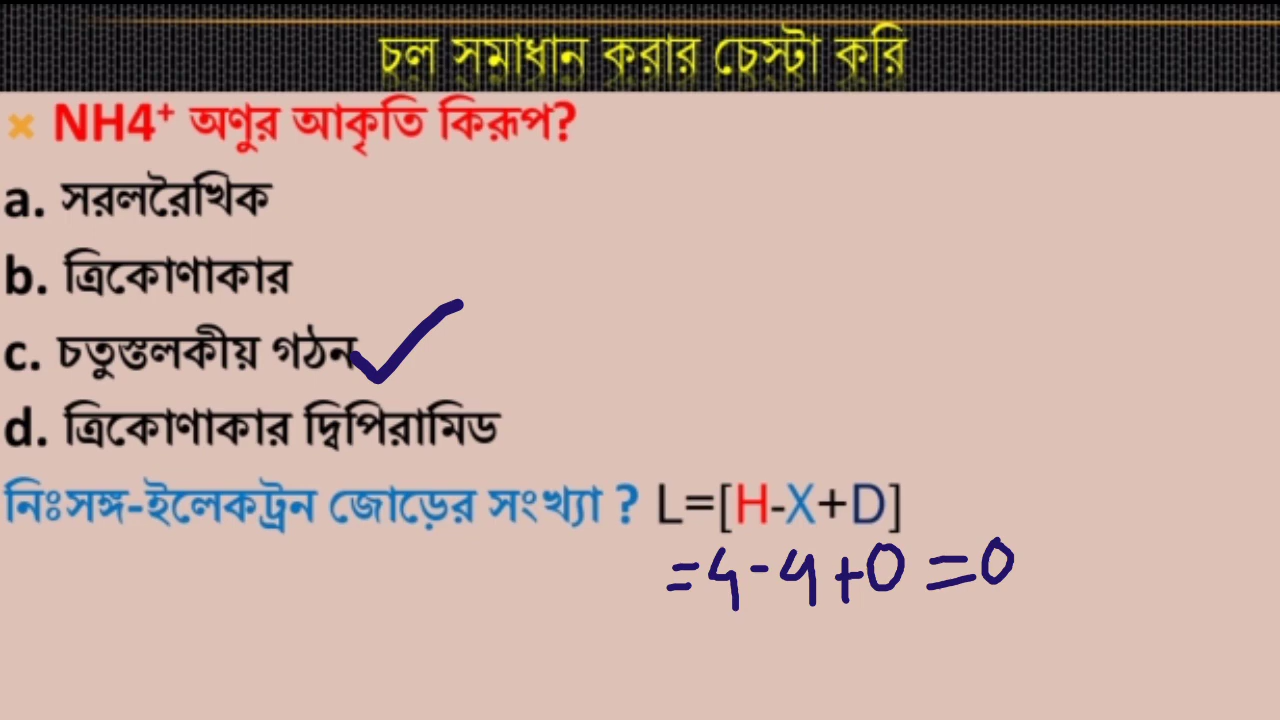 চল সমাধান করার চেস্টা করি
NH4⁺ অণুর আকৃতি কিরূপ?
a. সরলরৈখিক
b. ত্রিকোণাকার
c. চতুস্তলকীয় গঠন
d. ত্রিকোণাকার দ্বিপিরামিড
নিঃসঙ্গ-ইলেকট্রন জোড়ের সংখ্যা ? L=[H-X+D]
=4-4+0=0